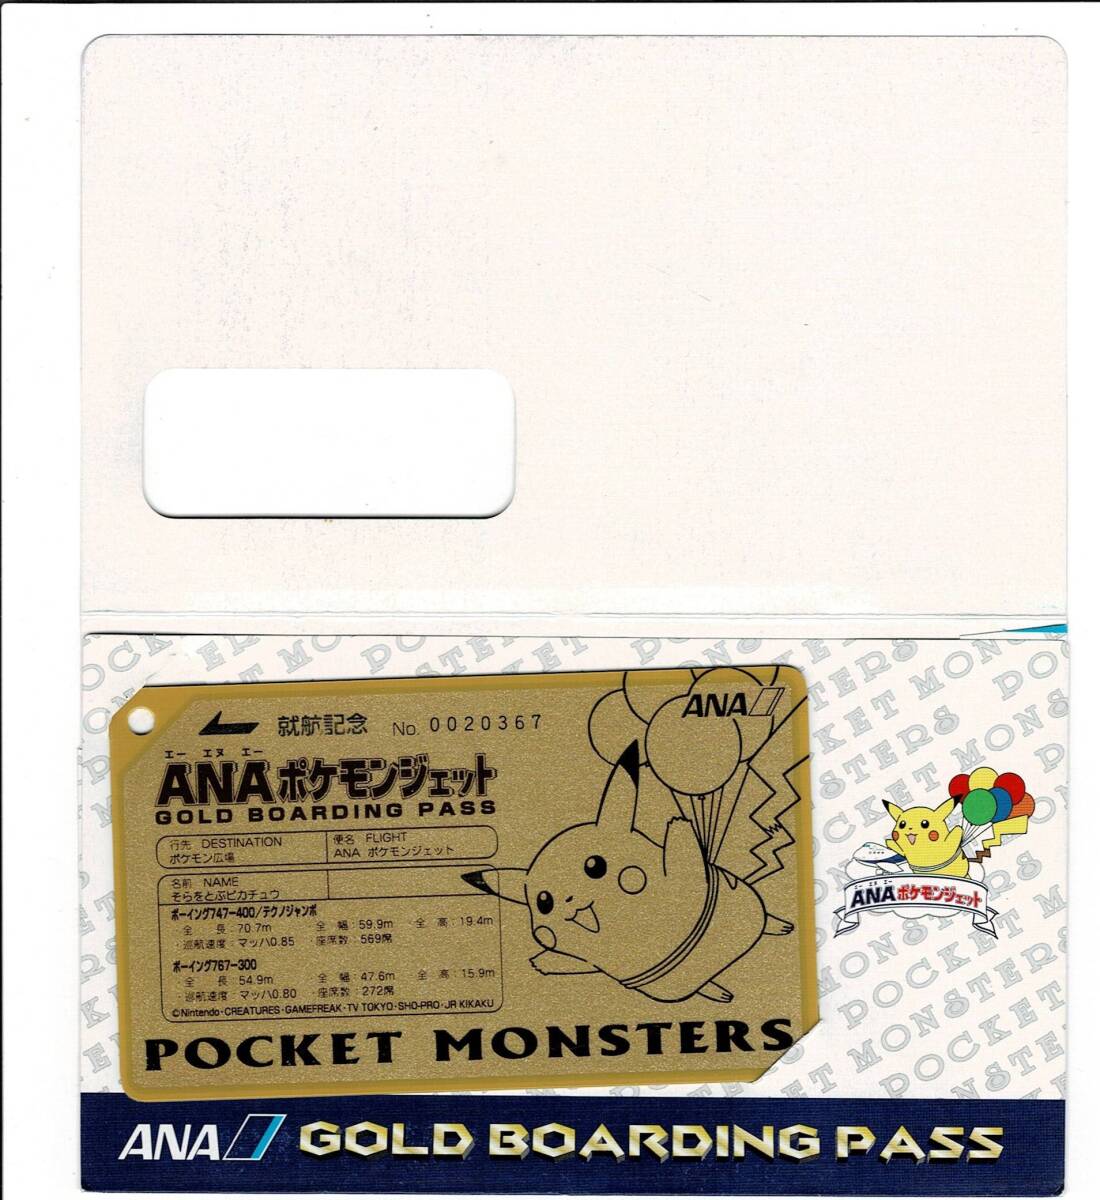 就航記念 No. 0020367
ANA
エー エヌ エー
ANAポケモンジェット
GOLD BOARDING PASS
行先 DESTINATION
ポケモン広場
便名 FLIGHT
ANA ポケモンジェット
名前 NAME
そらをとぶピカチュウ
ボーイング747-400/テクノジャンボ
全 長:70.7m 全 幅:59.9m 全 高:19.4m
・巡航速度:マッハ0.85 ・座席数:569席
ボーイング767-300
全 長:54.9m 全 幅:47.6m 全 高:15.9m
・巡航速度:マッハ0.80 ・座席数:272席
©Nintendo・CREATURES・GAMEFREAK・TV TOKYO・SHO-PRO・JR KIKAKU
POCKET MONSTERS
エー エヌ エー
ANAポケモンジェット
ANA GOLD BOARDING PASS